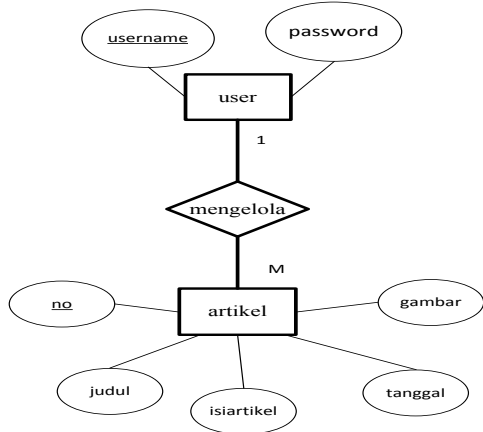 username
password
user
1
mengelola
M
artikel
no
gambar
judul
isiartikel
tanggal